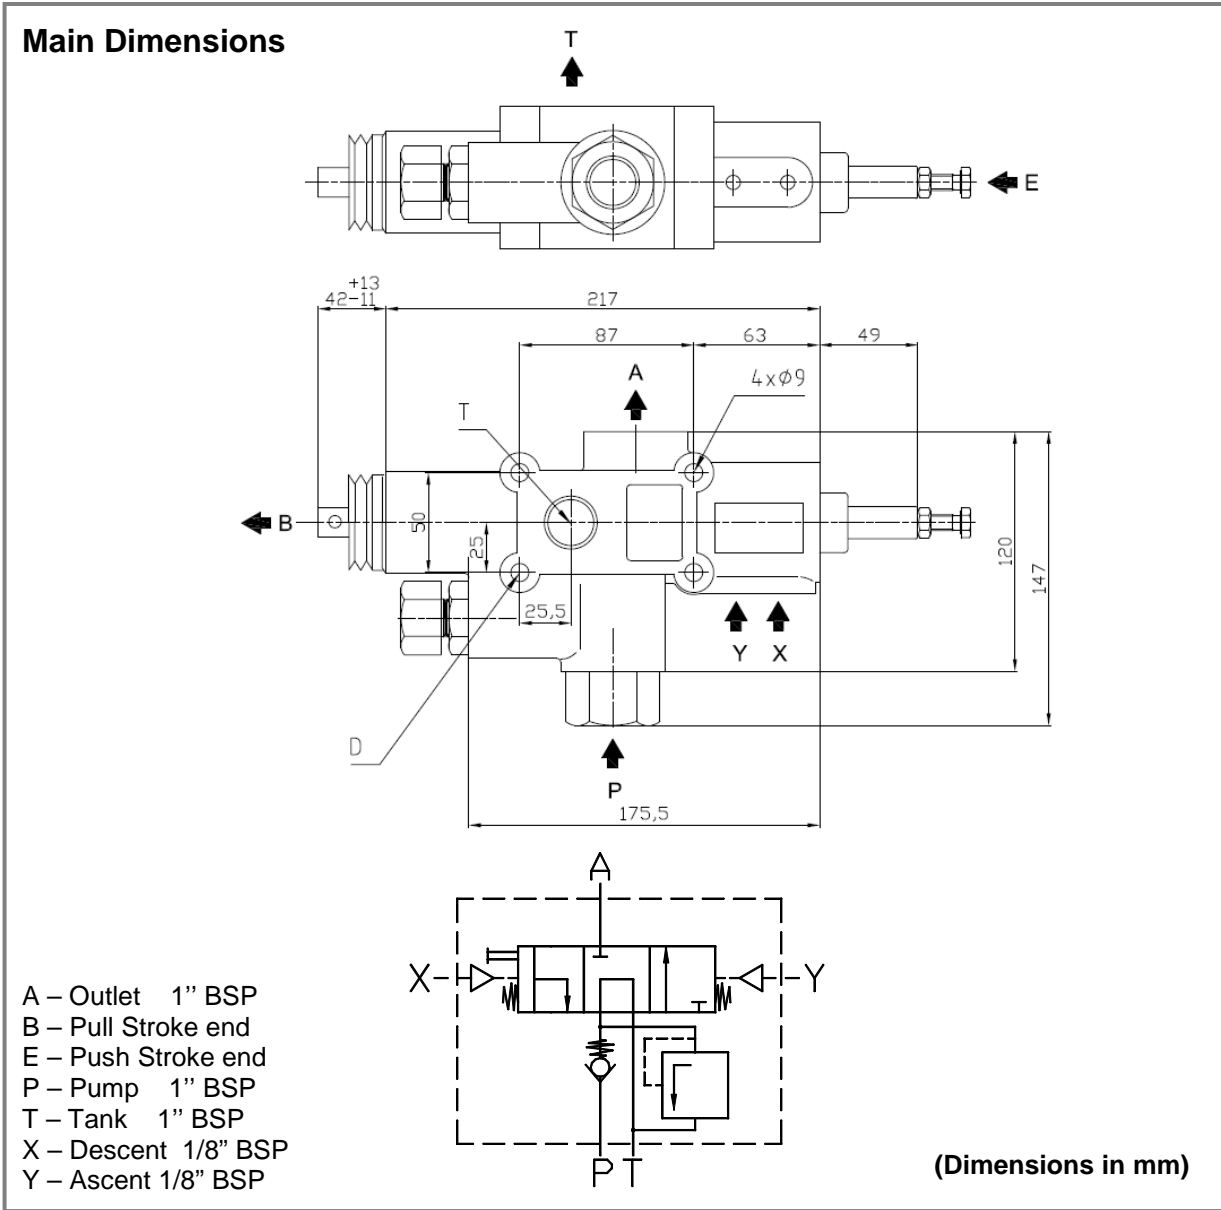 Main Dimensions
T
E
+13
42-11
217
87
63
49
A
4xϕ9
T
B
50
25
120
147
25,5
Y X
D
P
175,5
A
X
Y
A – Outlet 1’’ BSP
B – Pull Stroke end
E – Push Stroke end
P – Pump 1’’ BSP
T – Tank 1’’ BSP
X – Descent 1/8” BSP
Y – Ascent 1/8” BSP
P T
(Dimensions in mm)